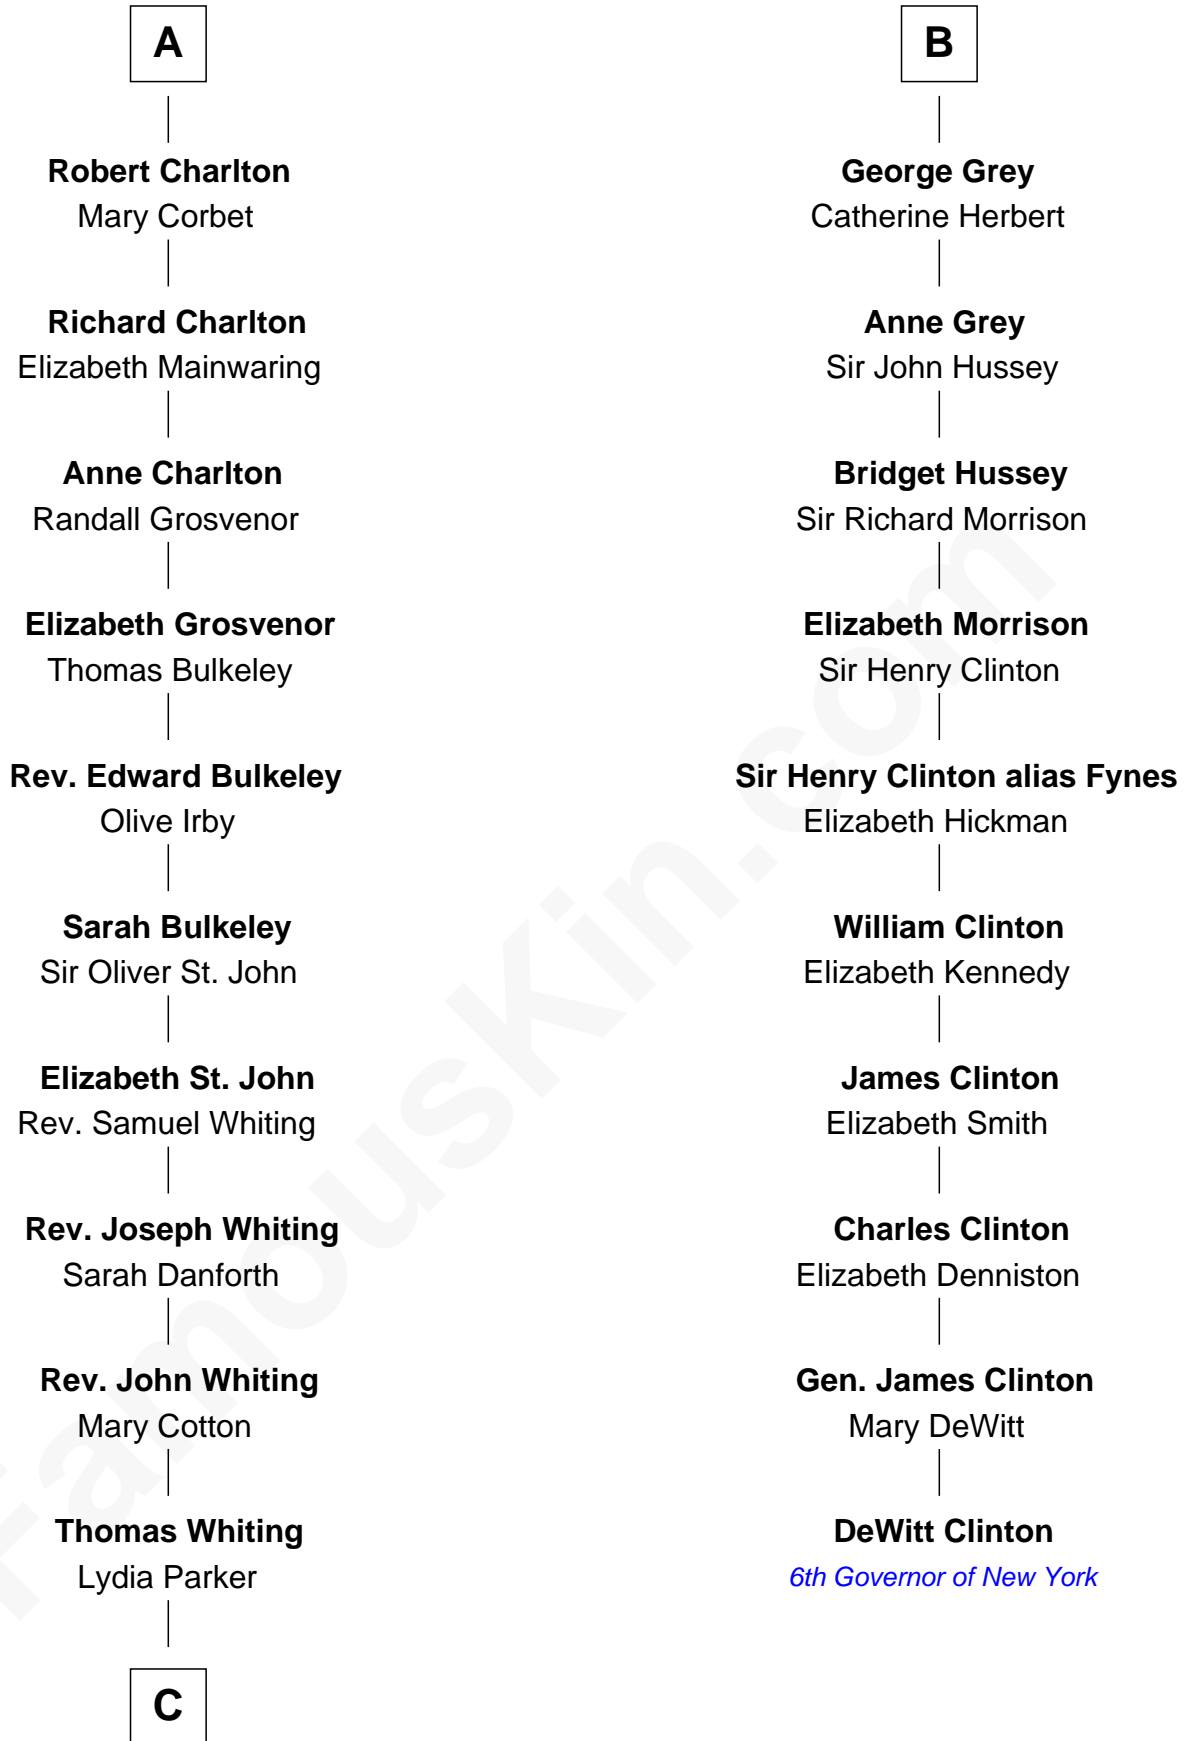 A
Robert Charlton
Mary Corbet
Richard Charlton
Elizabeth Mainwaring
Anne Charlton
Randall Grosvenor
Elizabeth Grosvenor
Thomas Bulkeley
Rev. Edward Bulkeley
Olive Irby
Sarah Bulkeley
Sir Oliver St. John
Elizabeth St. John
Rev. Samuel Whiting
Rev. Joseph Whiting
Sarah Danforth
Rev. John Whiting
Mary Cotton
Thomas Whiting
Lydia Parker
C
B
George Grey
Catherine Herbert
Anne Grey
Sir John Hussey
Bridget Hussey
Sir Richard Morrison
Elizabeth Morrison
Sir Henry Clinton
Sir Henry Clinton alias Fynes
Elizabeth Hickman
William Clinton
Elizabeth Kennedy
James Clinton
Elizabeth Smith
Charles Clinton
Elizabeth Denniston
Gen. James Clinton
Mary DeWitt
DeWitt Clinton
6th Governor of New York
FamousKin.com